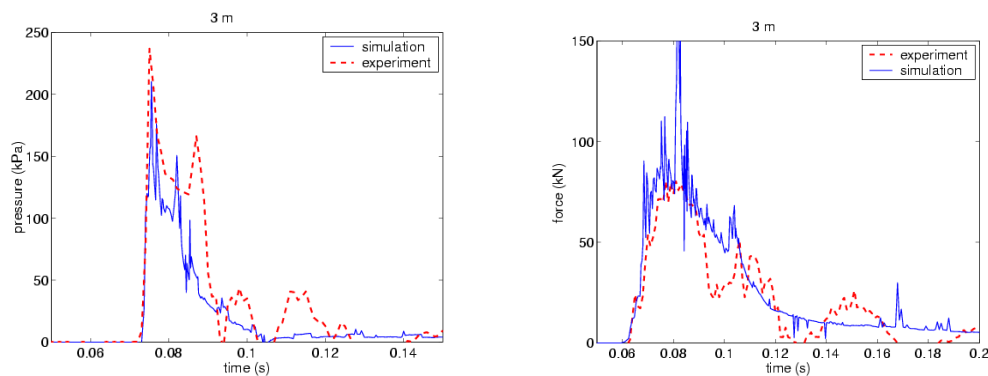 3 m
250
200
150
100
50
0
pressure (kPa)
simulation
experiment
0.06
0.08
0.1
0.12
0.14
time (s)
3 m
150
100
50
0
force (kN)
experiment
simulation
0.06
0.08
0.1
0.12
0.14
0.16
0.18
0.2
time (s)